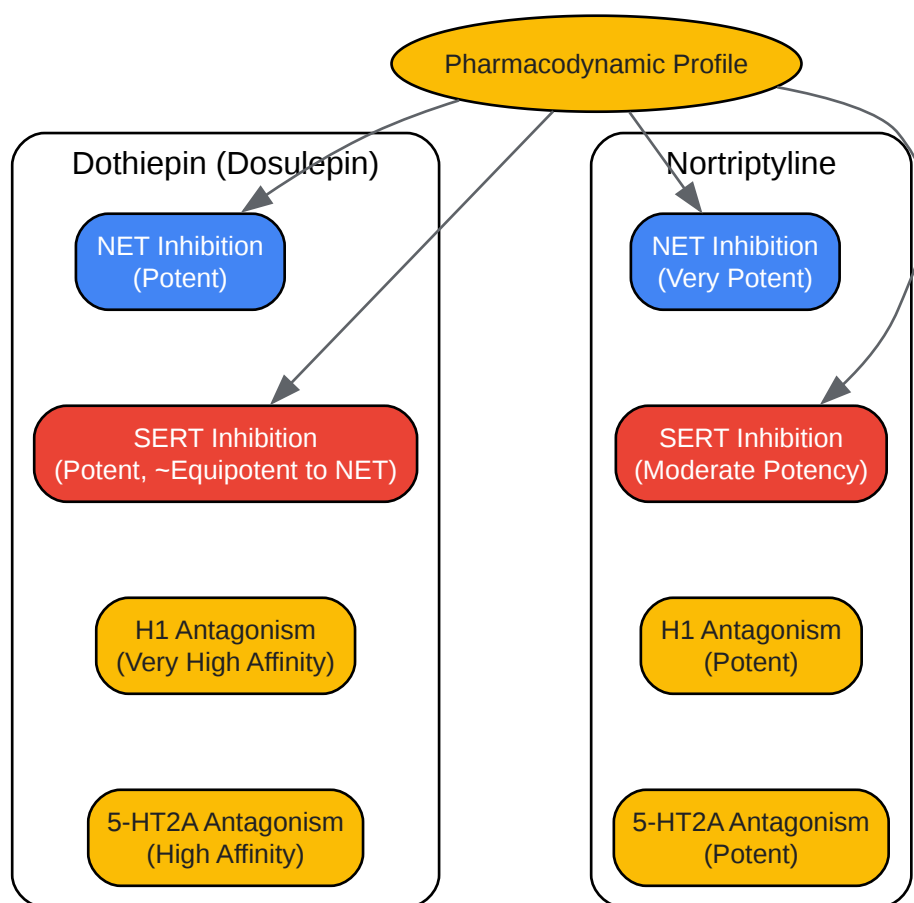 Pharmacodynamic Profile
Dothiepin (Dosulepin)
NET Inhibition
(Potent)
SERT Inhibition
(Potent, ~Equipotent to NET)
H1 Antagonism
(Very High Affinity)
5-HT2A Antagonism
(High Affinity)
Nortriptyline
NET Inhibition
(Very Potent)
SERT Inhibition
(Moderate Potency)
H1 Antagonism
(Potent)
5-HT2A Antagonism
(Potent)